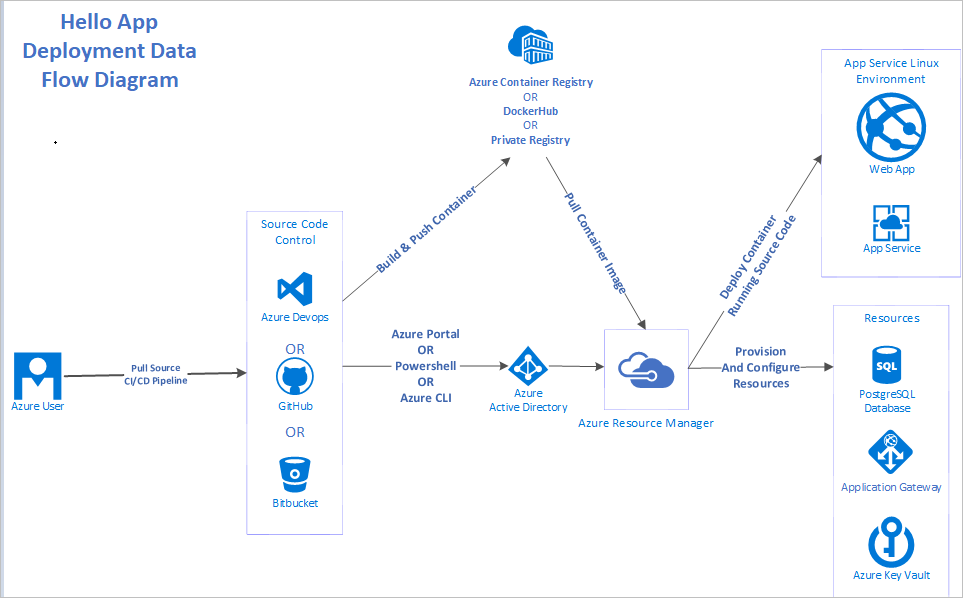 Hello App
Deployment Data
Flow Diagram
Azure Container Registry
OR
DockerHub
OR
Private Registry
App Service Linux
Environment
Web App
App Service
Build & Push Container
Pull Container Image
Deploy Container
Running Source Code
Source Code
Control
Azure Devops
OR
GitHub
OR
Bitbucket
Azure User
Pull Source
CI/CD Pipeline
Azure Portal
OR
Powershell
OR
Azure CLI
Azure
Active Directory
Azure Resource Manager
Provision
And Configure
Resources
Resources
SQL
PostgreSQL
Database
Application Gateway
Azure Key Vault